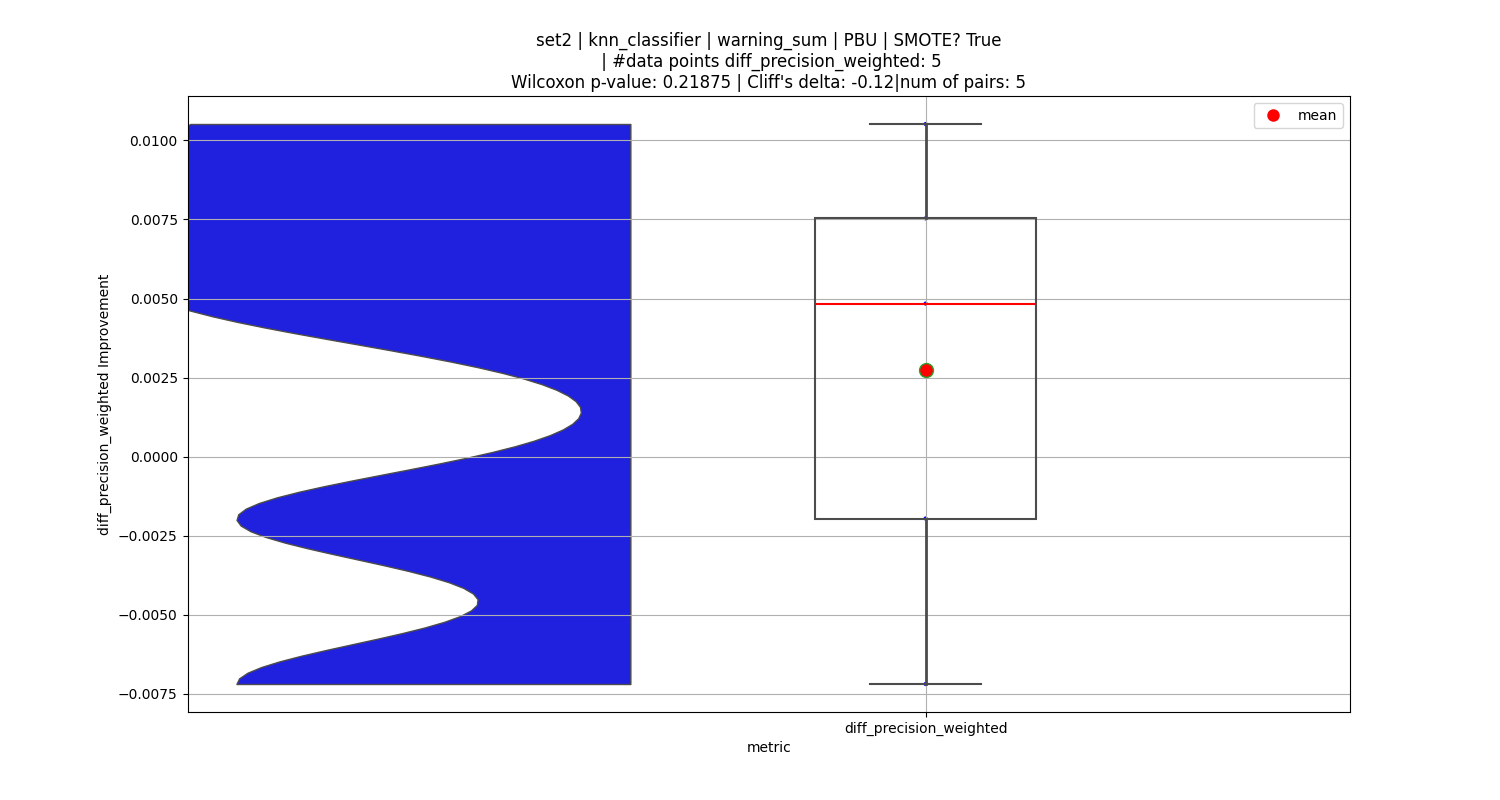 set2 | knn_classifier | warning_sum | PBU | SMOTE? True
| #data points diff_precision_weighted: 5
Wilcoxon p-value: 0.21875 | Cliff's delta: -0.12|num of pairs: 5
mean
diff_precision_weighted Improvement
0.0100
0.0075
0.0050
0.0025
0.0000
−0.0025
−0.0050
−0.0075
diff_precision_weighted
metric